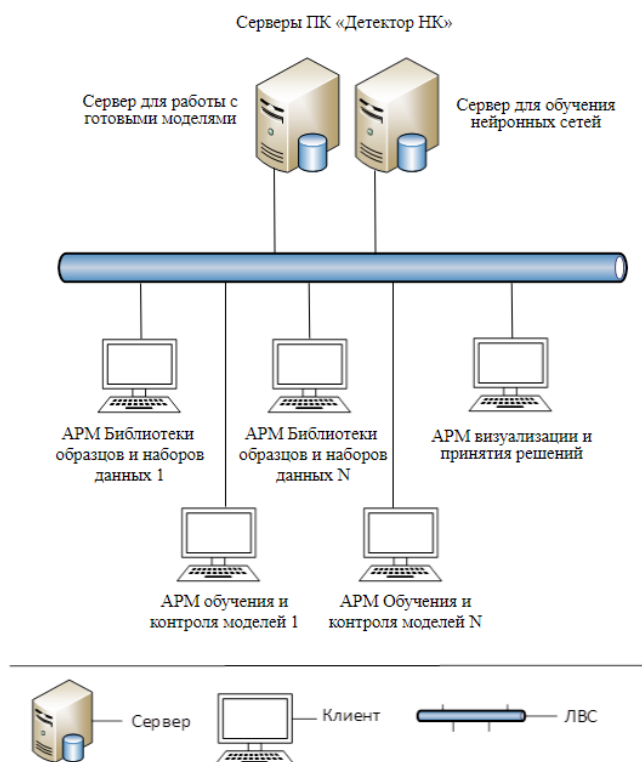 Серверы ПК «Детектор НК»
Сервер для работы с
готовыми моделями
Сервер для обучения
нейронных сетей
АРМ Библиотеки
образцов и наборов
данных 1
АРМ Библиотеки
образцов и наборов
данных N
АРМ визуализации и
принятия решений
АРМ обучения и
контроля моделей 1
АРМ Обучения и
контроля моделей N
Сервер
Клиент
ЛВС